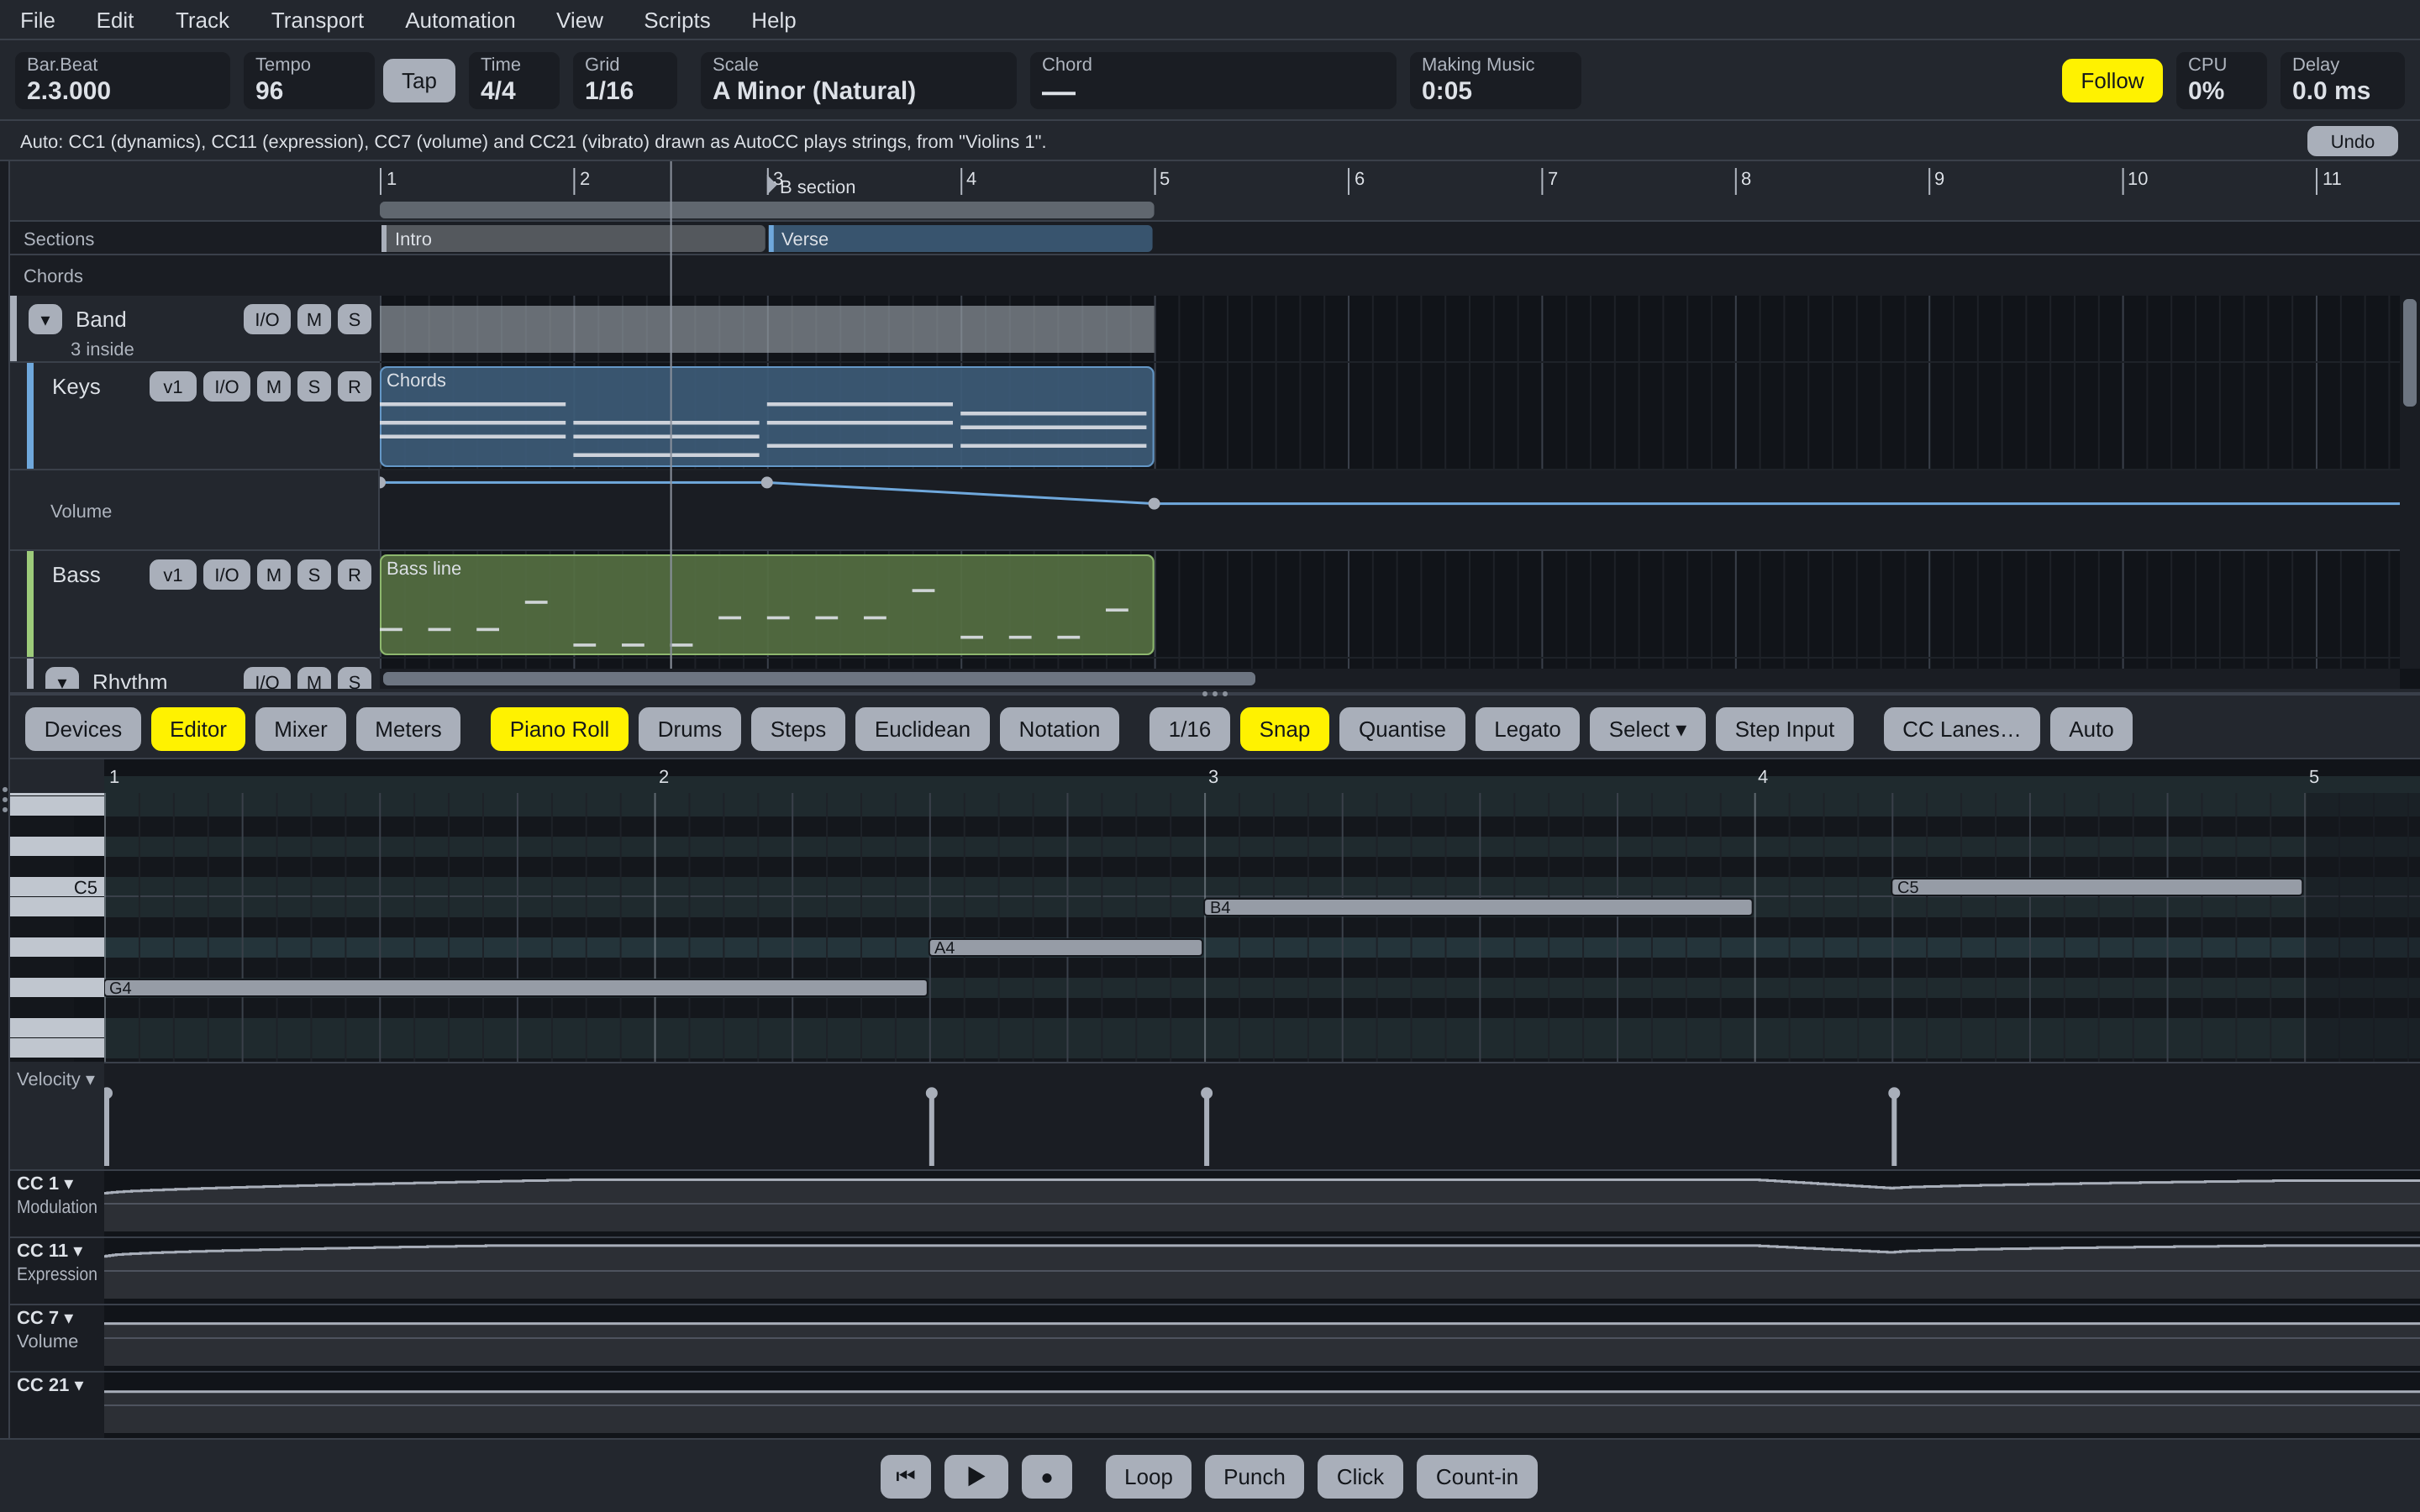 File Edit Track Transport Automation View Scripts Help
Bar.Beat Tempo Time Grid Scale Chord Making Music CPU Delay
2.3.000 96 Tap 4/4 1/16 A Minor (Natural) — 0:05 Follow 0% 0.0 ms
Auto: CC1 (dynamics), CC11 (expression), CC7 (volume) and CC21 (vibrato) drawn as AutoCC plays strings, from "Violins 1". Undo
1 2 3 B section 4 5 6 7 8 9 10 11
Sections Intro Verse
Chords
▾ Band I/O M S
3 inside
Keys v1 I/O M S R Chords
Volume
Bass v1 I/O M S R Bass line
▾ Rhythm I/O M S
Devices Editor Mixer Meters Piano Roll Drums Steps Euclidean Notation 1/16 Snap Quantise Legato Select ▾ Step Input CC Lanes… Auto
1 2 3 4 5
C5 C5
B4
A4
G4
Velocity ▾
CC 1 ▾
Modulation
CC 11 ▾
Expression
CC 7 ▾
Volume
CC 21 ▾
Loop Punch Click Count-in